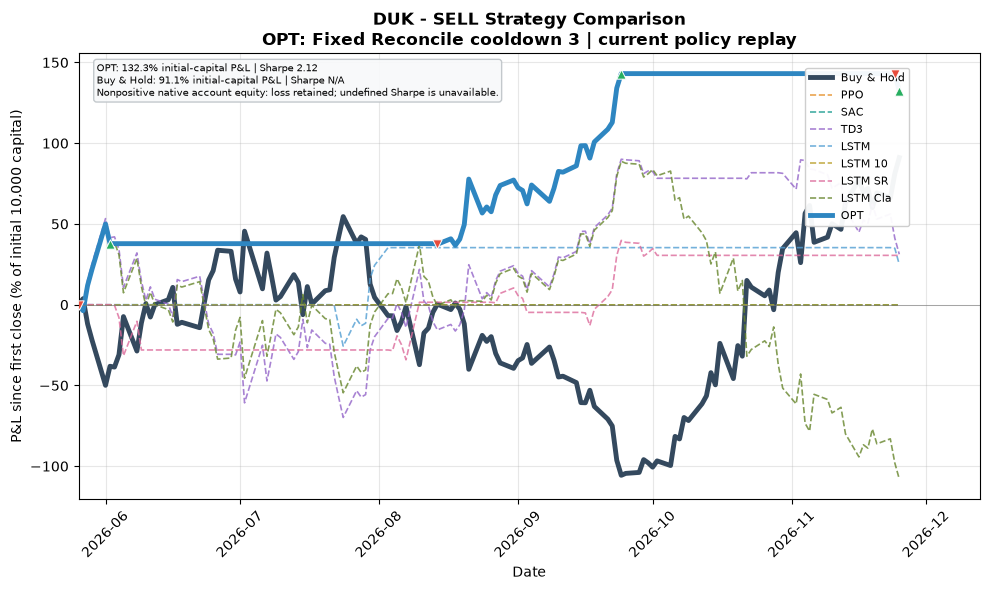 DUK - SELL Strategy Comparison
OPT: Fixed Reconcile cooldown 3 | current policy replay
OPT: 132.3% initial-capital P&L | Sharpe 2.12
Buy & Hold: 91.1% initial-capital P&L | Sharpe N/A
Nonpositive native account equity: loss retained; undefined Sharpe is unavailable.
Buy & Hold
PPO
SAC
TD3
LSTM
LSTM 10
LSTM SR
LSTM Cla
OPT
P&L since first close (% of initial 10,000 capital)
150
100
50
0
−50
−100
2026-06
2026-07
2026-08
2026-09
2026-10
2026-11
2026-12
Date